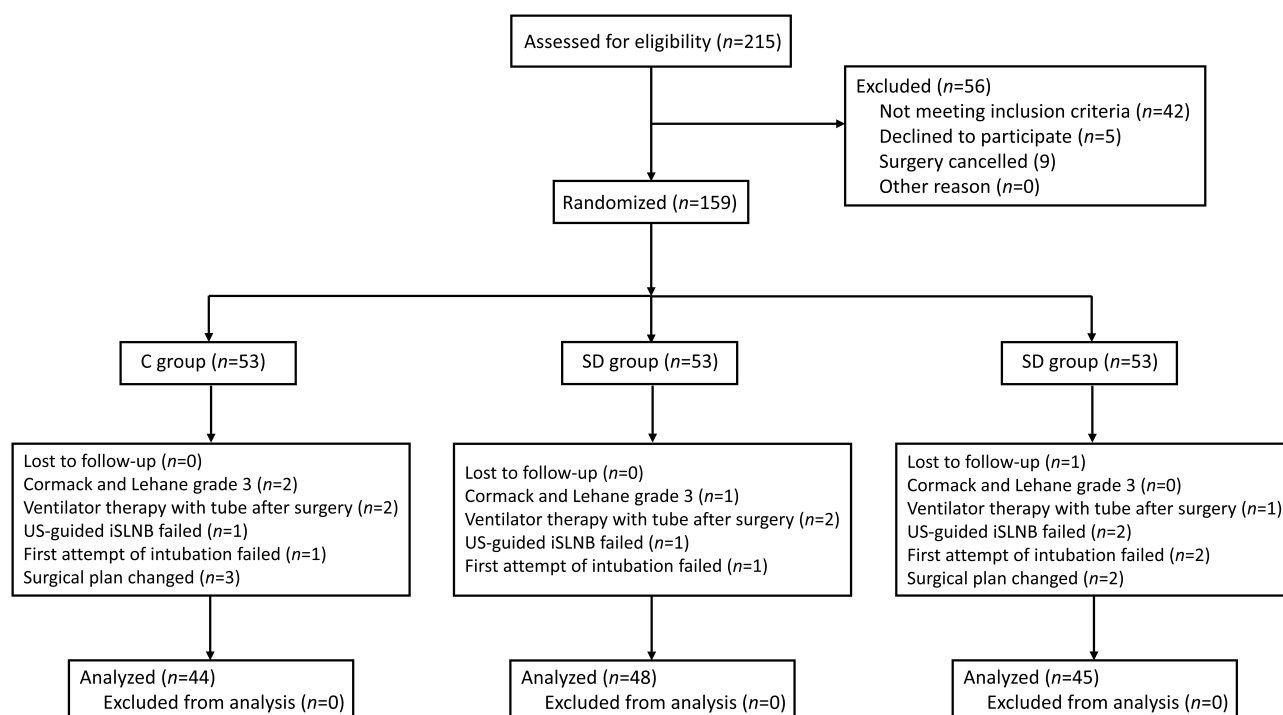 Assessed for eligibility (n=215)
Excluded (n=56)
Not meeting inclusion criteria (n=42)
Declined to participate (n=5)
Surgery cancelled (9)
Other reason (n=0)
Randomized (n=159)
C group (n=53)
SD group (n=53)
SD group (n=53)
Lost to follow-up (n=0)
Cormack and Lehane grade 3 (n=2)
Ventilator therapy with tube after surgery (n=2)
US-guided iSLNB failed (n=1)
First attempt of intubation failed (n=1)
Surgical plan changed (n=3)
Lost to follow-up (n=0)
Cormack and Lehane grade 3 (n=1)
Ventilator therapy with tube after surgery (n=2)
US-guided iSLNB failed (n=1)
First attempt of intubation failed (n=1)
Lost to follow-up (n=1)
Cormack and Lehane grade 3 (n=0)
Ventilator therapy with tube after surgery (n=1)
US-guided iSLNB failed (n=2)
First attempt of intubation failed (n=2)
Surgical plan changed (n=2)
Analyzed (n=44)
Excluded from analysis (n=0)
Analyzed (n=48)
Excluded from analysis (n=0)
Analyzed (n=45)
Excluded from analysis (n=0)